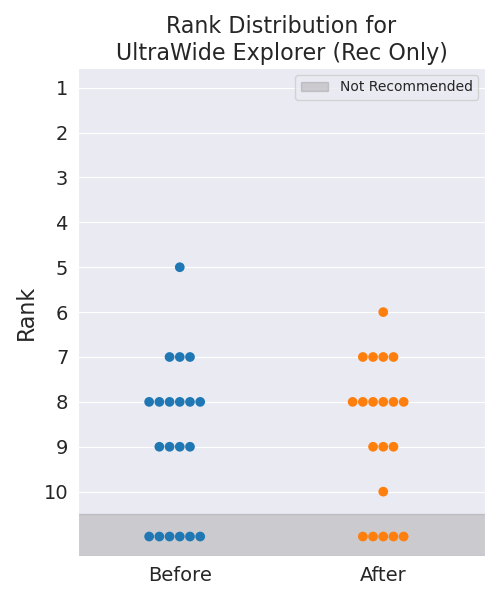 Rank Distribution for
UltraWide Explorer (Rec Only)
Not Recommended
1
2
3
4
5
6
7
8
9
10
Rank
Before
After